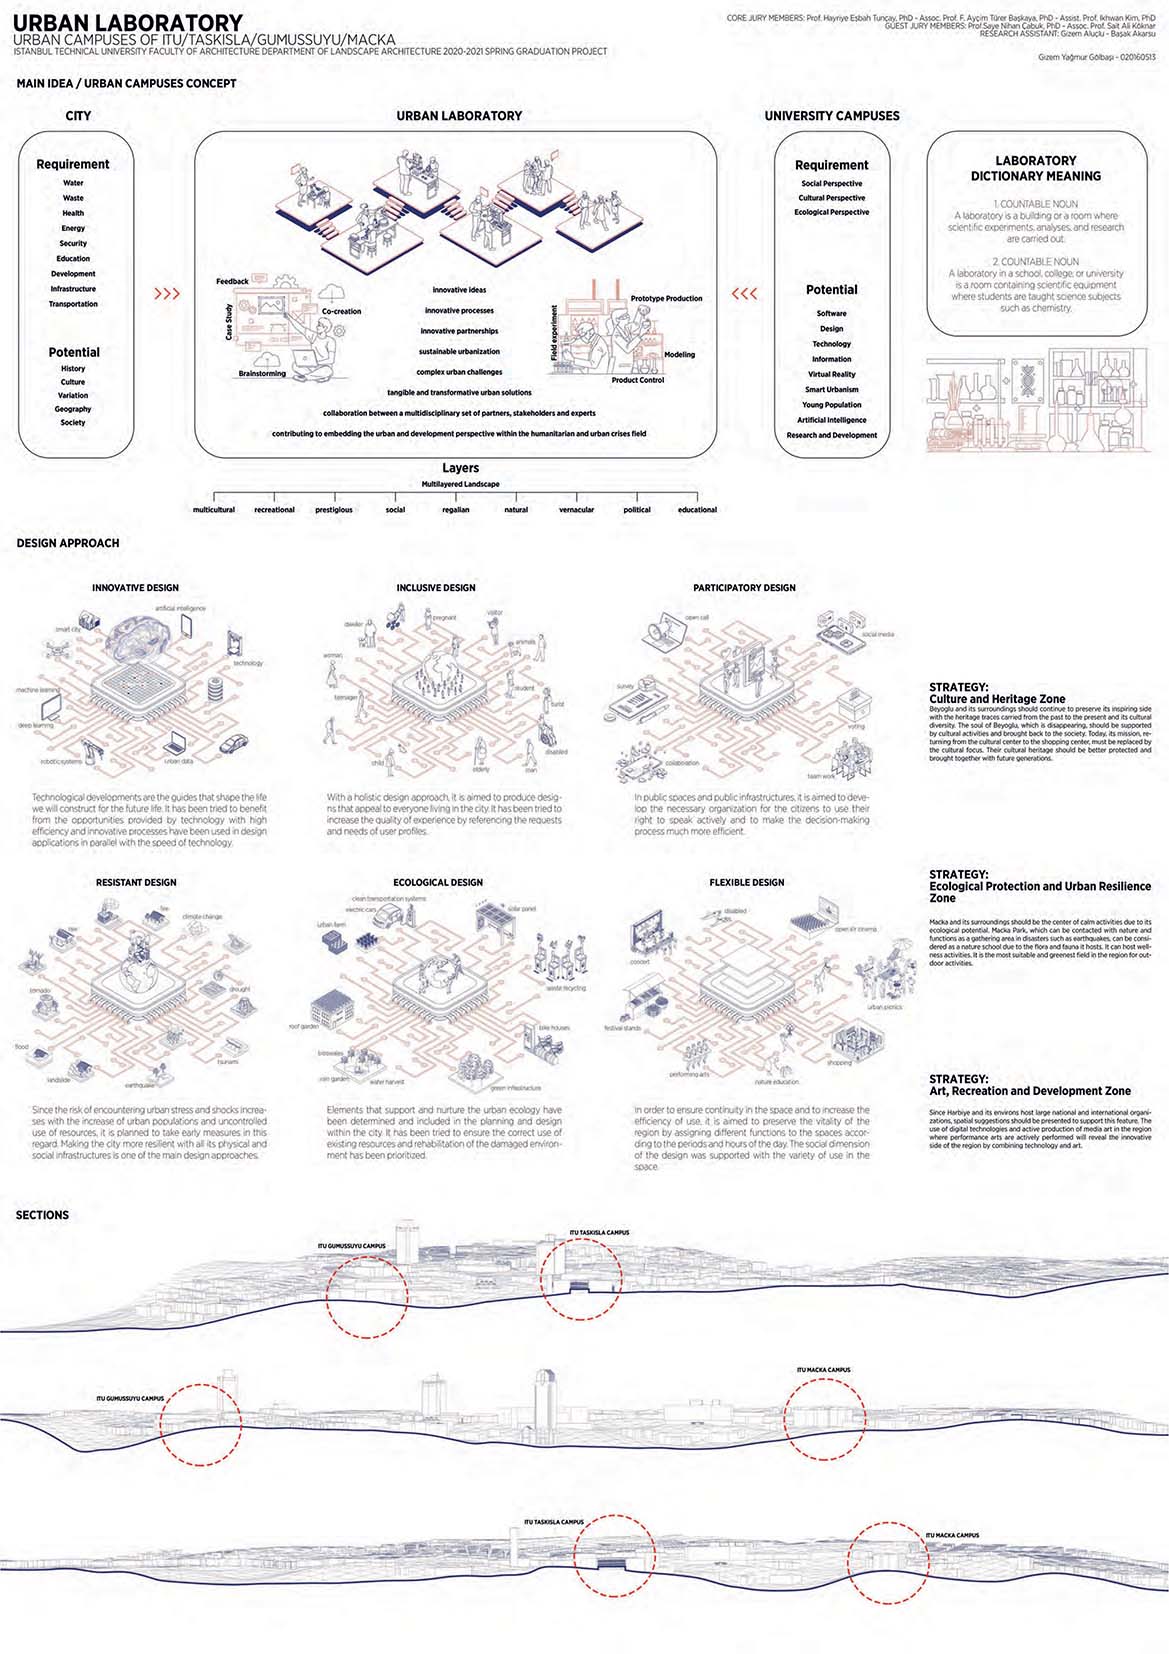 URBAN LABORATORY
URBAN CAMPUSES OF ITU/TASKISLA/GUMUSSUYU/MACKA
ISTANBUL TECHNICAL UNIVERSITY FACULTY OF ARCHITECTURE DEPARTMENT OF LANDSCAPE ARCHITECTURE 2020-2021 SPRING GRADUATION PROJECT
CORE JURY MEMBERS: Prof. Hayriye Eşbah Tunçay, PhD - Assoc. Prof. F. Ayçim Türer Başkaya, PhD - Assist. Prof. Ikhwan Kim, PhD
GUEST JURY MEMBERS: Prof.Saye Nihan Çabuk, PhD - Assoc. Prof. Sait Ali Köknar
RESEARCH ASSISTANT: Gizem Aluçlu - Başak Akarsu
Gizem Yağmur Gölbaşı - 020160513
MAIN IDEA / URBAN CAMPUSES CONCEPT
CITY
Requirement
Water
Waste
Health
Energy
Security
Education
Development
Infrastructure
Transportation
Potential
History
Culture
Variation
Geography
Society
URBAN LABORATORY
Feedback
Case Study
Co-creation
Brainstorming
innovative ideas
innovative processes
innovative partnerships
sustainable urbanization
complex urban challenges
tangible and transformative urban solutions
collaboration between a multidisciplinary set of partners, stakeholders and experts
contributing to embedding the urban and development perspective within the humanitarian and urban crises field
Field experiment
Prototype Production
Modeling
Product Control
Layers
Multilayered Landscape
multicultural
recreational
prestigious
social
regalian
natural
vernacular
political
educational
UNIVERSITY CAMPUSES
Requirement
Social Perspective
Cultural Perspective
Ecological Perspective
Potential
Software
Design
Technology
Information
Virtual Reality
Smart Urbanism
Young Population
Artificial Intelligence
Research and Development
LABORATORY
DICTIONARY MEANING
1. COUNTABLE NOUN
A laboratory is a building or a room where
scientific experiments, analyses, and research
are carried out.
2. COUNTABLE NOUN
A laboratory in a school, college, or university
is a room containing scientific equipment
where students are taught science subjects
such as chemistry.
DESIGN APPROACH
INNOVATIVE DESIGN
artificial intelligence
smart city
technology
machine learning
deep learning
robotic systems
urban data
Technological developments are the guides that shape the life
we will construct for the future life. It has been tried to benefit
from the opportunities provided by technology with high
efficiency and innovative processes have been used in design
applications in parallel with the speed of technology.
INCLUSIVE DESIGN
dweller
pregnant
visitor
animals
woman
student
teenager
turist
disabled
child
elderly
man
With a holistic design approach, it is aimed to produce desig-
ns that appeal to everyone living in the city. It has been tried to
increase the quality of experience by referencing the requests
and needs of user profiles.
PARTICIPATORY DESIGN
open call
social media
survey
voting
collaboration
team work
In public spaces and public infrastructures, it is aimed to deve-
lop the necessary organization for the citizens to use their
right to speak actively and to make the decision-making
process much more efficient.
STRATEGY:
Culture and Heritage Zone
Beyoglu and its surroundings should continue to preserve its inspiring side
with the heritage traces carried from the past to the present and its cultural
diversity. The soul of Beyoglu, which is disappearing, should be supported
by cultural activities and brought back to the society. Today, its mission, re-
turning from the cultural center to the shopping center, must be replaced by
the cultural focus. Their cultural heritage should be better protected and
brought together with future generations.
RESISTANT DESIGN
fire
climate change
war
drought
tornado
flood
tsunami
landslide
earthquake
Since the risk of encountering urban stress and shocks increa-
ses with the increase of urban populations and uncontrolled
use of resources, it is planned to take early measures in this
regard. Making the city more resilient with all its physical and
social infrastructures is one of the main design approaches.
ECOLOGICAL DESIGN
clean transportation systems
electric cars
solar panel
urban farm
waste recycling
roof garden
bike houses
bioswales
rain garden
water harvest
green infrastructure
Elements that support and nurture the urban ecology have
been determined and included in the planning and design
within the city. It has been tried to ensure the correct use of
existing resources and rehabilitation of the damaged environ-
ment has been prioritized.
FLEXIBLE DESIGN
disabled
open air cinema
concert
urban picnics
festival stands
shopping
performing arts
nature education
In order to ensure continuity in the space and to increase the
efficiency of use, it is aimed to preserve the vitality of the
region by assigning different functions to the spaces accor-
ding to the periods and hours of the day. The social dimension
of the design was supported with the variety of use in the
space.
STRATEGY:
Ecological Protection and Urban Resilience
Zone
Macka and its surroundings should be the center of calm activities due to its
ecological potential. Macka Park, which can be contacted with nature and
functions as a gathering area in disasters such as earthquakes, can be consi-
dered as a nature school due to the flora and fauna it hosts. It can host well-
ness activities. It is the most suitable and greenest field in the region for out-
door activities.
STRATEGY:
Art, Recreation and Development Zone
Since Harbiye and its environs host large national and international organi-
zations, spatial suggestions should be presented to support this feature. The
use of digital technologies and active production of media art in the region
where performance arts are actively performed will reveal the innovative
side of the region by combining technology and art.
SECTIONS
ITU GUMUSSUYU CAMPUS
ITU TASKISLA CAMPUS
ITU GUMUSSUYU CAMPUS
ITU MACKA CAMPUS
ITU TASKISLA CAMPUS
ITU MACKA CAMPUS